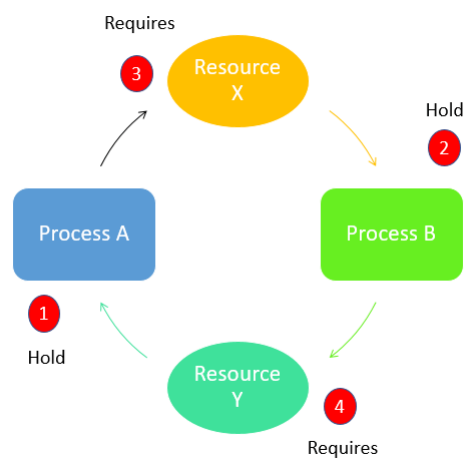 Requires
3
Resource
X
Hold
2
Process A
Process B
1
Hold
Resource
Y
4
Requires